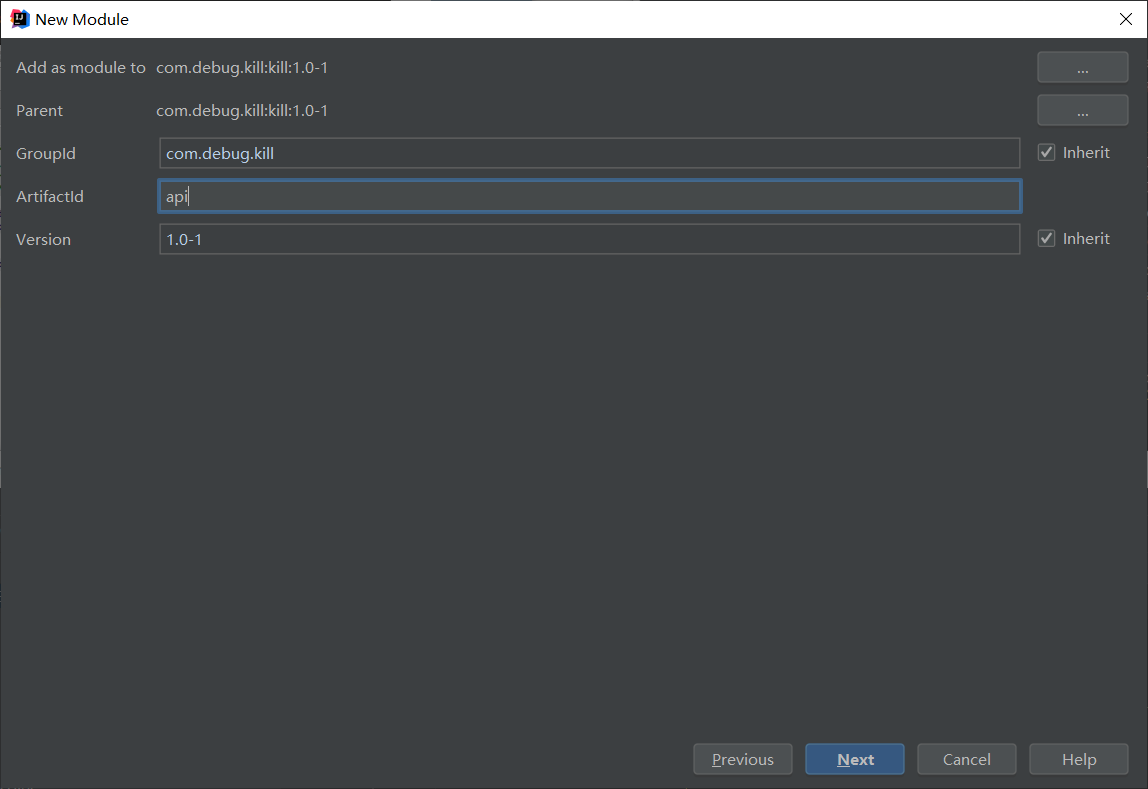 New Module
Add as module to com.debug.kill:kill:1.0-1 ...
Parent com.debug.kill:kill:1.0-1 ...
GroupId com.debug.kill Inherit
ArtifactId api
Version 1.0-1 Inherit
Previous Next Cancel Help